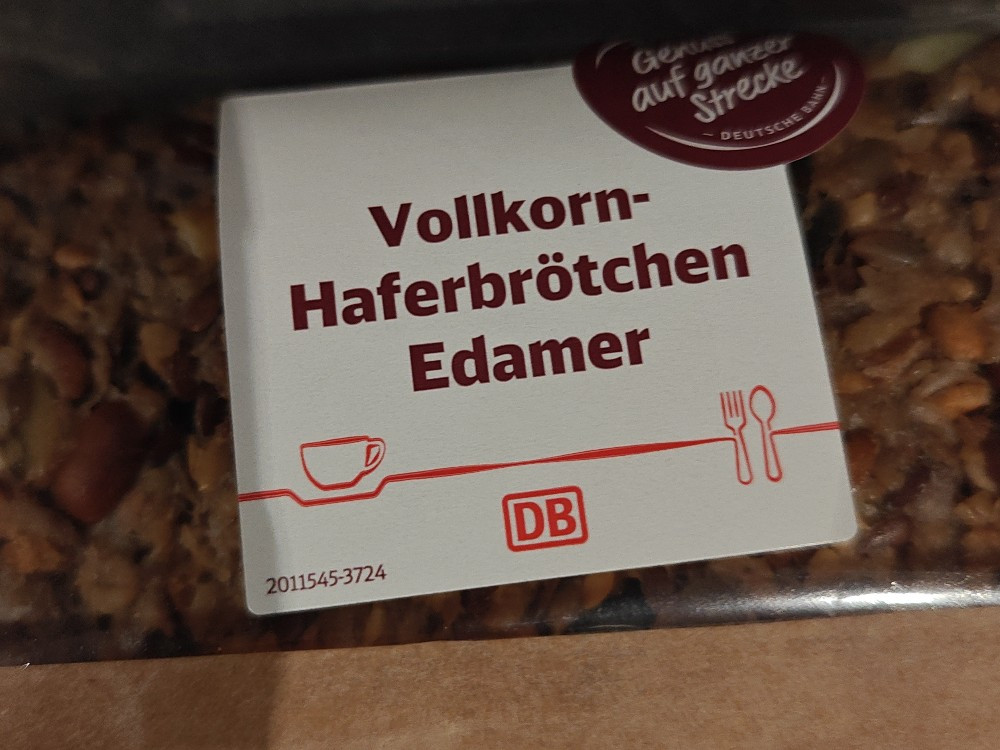 Genuss
auf ganzer
Strecke
– DEUTSCHE BAHN –
Vollkorn-
Haferbrötchen
Edamer
DB
2011545-3724